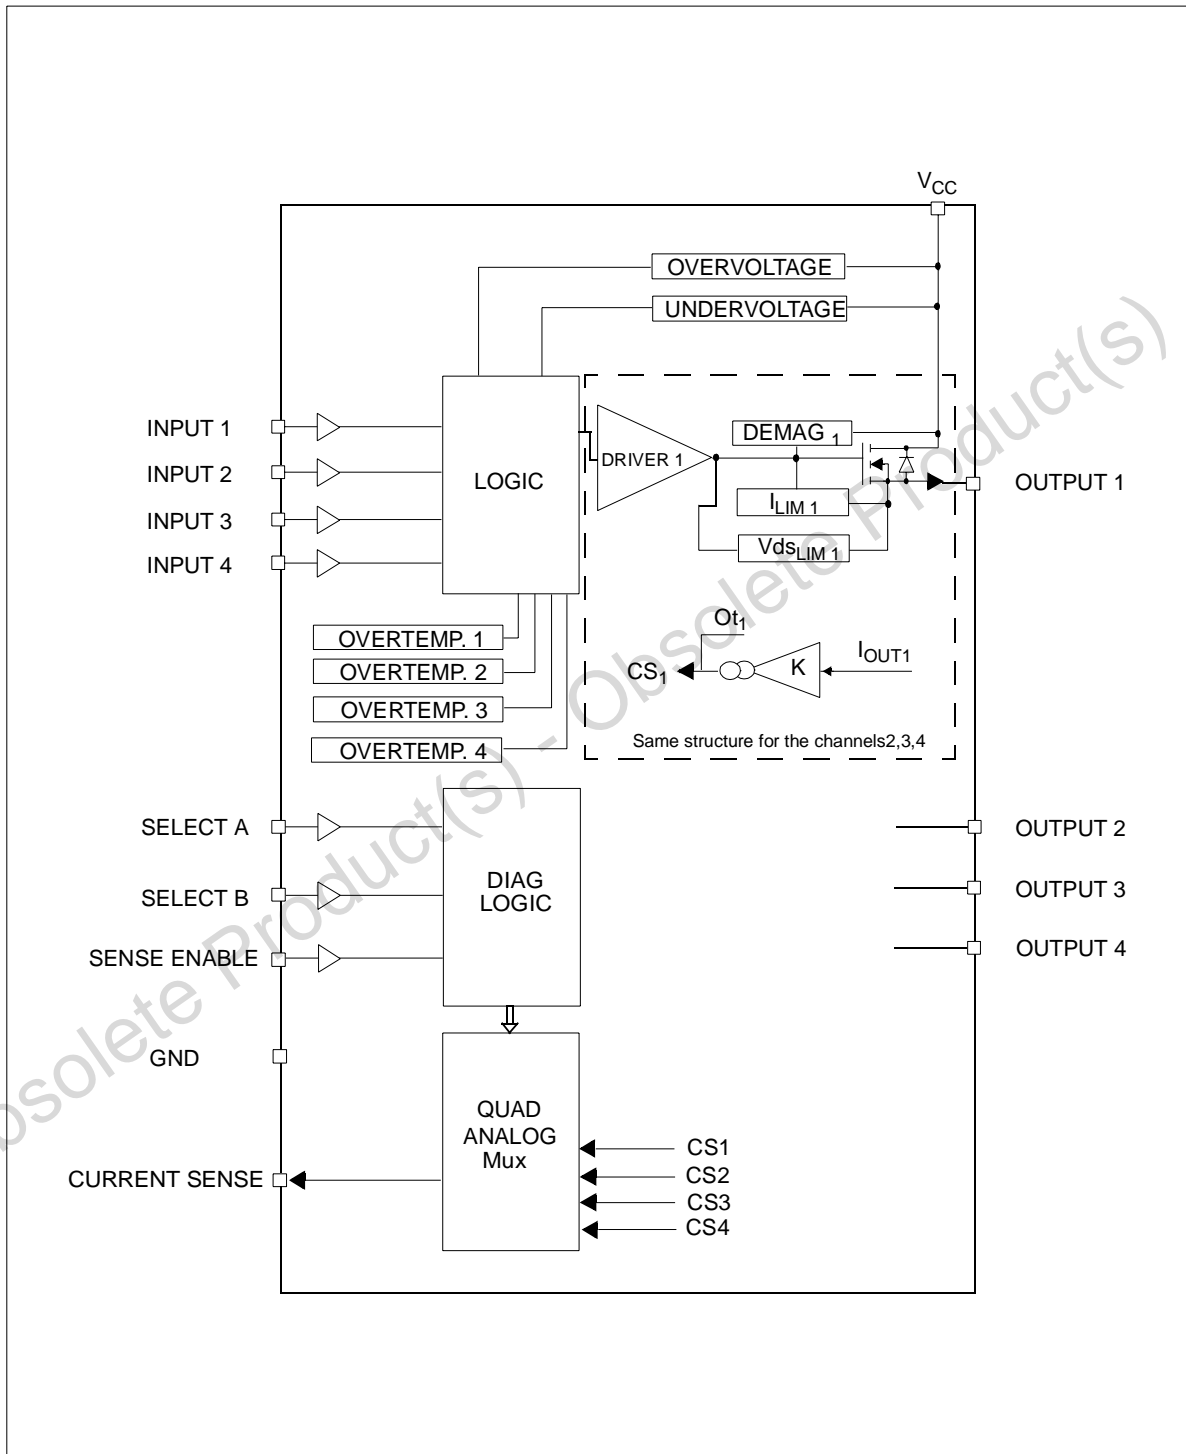 VCC
OVERVOLTAGE
UNDERVOLTAGE
INPUT 1
INPUT 2
INPUT 3
INPUT 4
LOGIC
DRIVER 1
DEMAG 1
ILIM 1
VdsLIM 1
OUTPUT 1
OVERTEMP. 1
OVERTEMP. 2
OVERTEMP. 3
OVERTEMP. 4
Ot1
CS1
K
IOUT1
Same structure for the channels2,3,4
SELECT A
SELECT B
SENSE ENABLE
DIAG
LOGIC
OUTPUT 2
OUTPUT 3
OUTPUT 4
GND
QUAD
ANALOG
Mux
CURRENT SENSE
CS1
CS2
CS3
CS4
bsolete Product(s) - Obsolete Product(s)